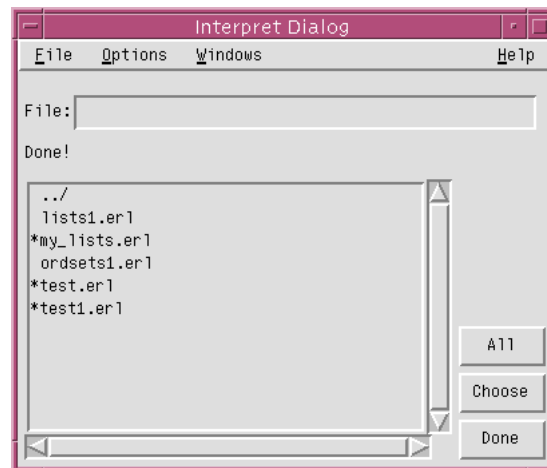 Interpret Dialog
File Options Windows Help
File:
Done!
../
lists1.erl
*my_lists.erl
ordsets1.erl
*test.erl
*test1.erl
All
Choose
Done